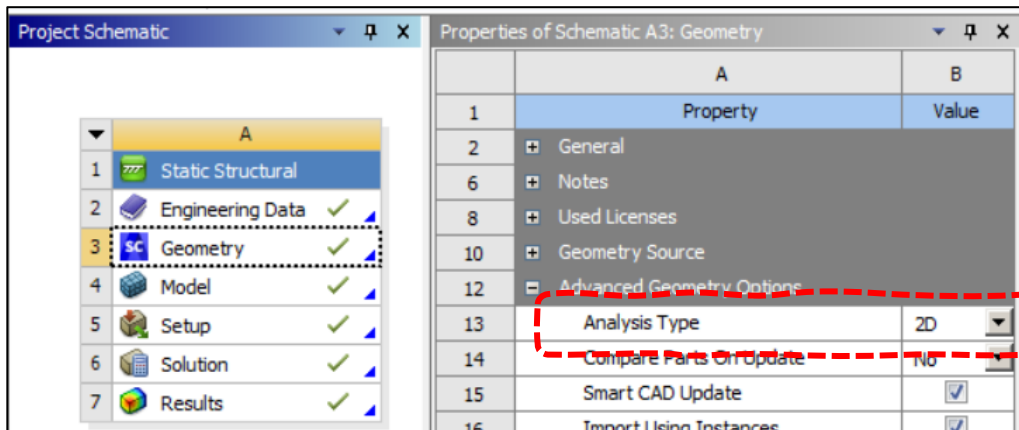 Project Schematic
A
1 Static Structural
2 Engineering Data
3 SC Geometry
4 Model
5 Setup
6 Solution
7 Results
Properties of Schematic A3: Geometry
A B
1 Property Value
2 General
6 Notes
8 Used Licenses
10 Geometry Source
12 Advanced Geometry Options
13 Analysis Type 2D
14 Compare Parts On Update No
15 Smart CAD Update
16 Import Using Instances